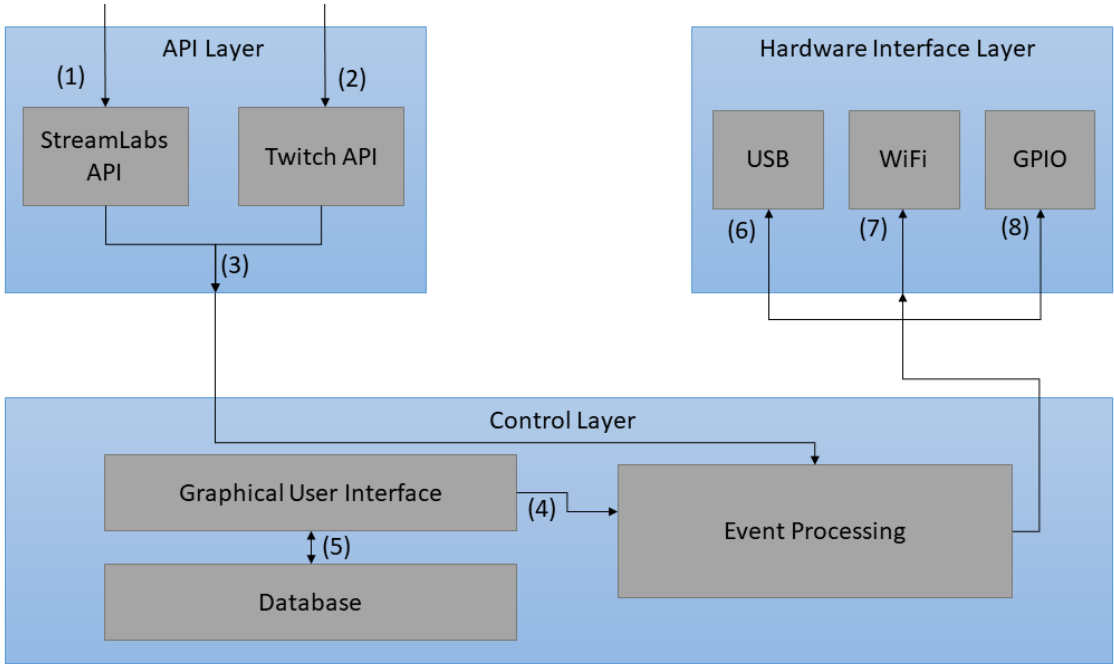 API Layer
(1)
(2)
StreamLabs
API
Twitch API
(3)
Hardware Interface Layer
USB
WiFi
GPIO
(6)
(7)
(8)
Control Layer
Graphical User Interface
(4)
Event Processing
(5)
Database